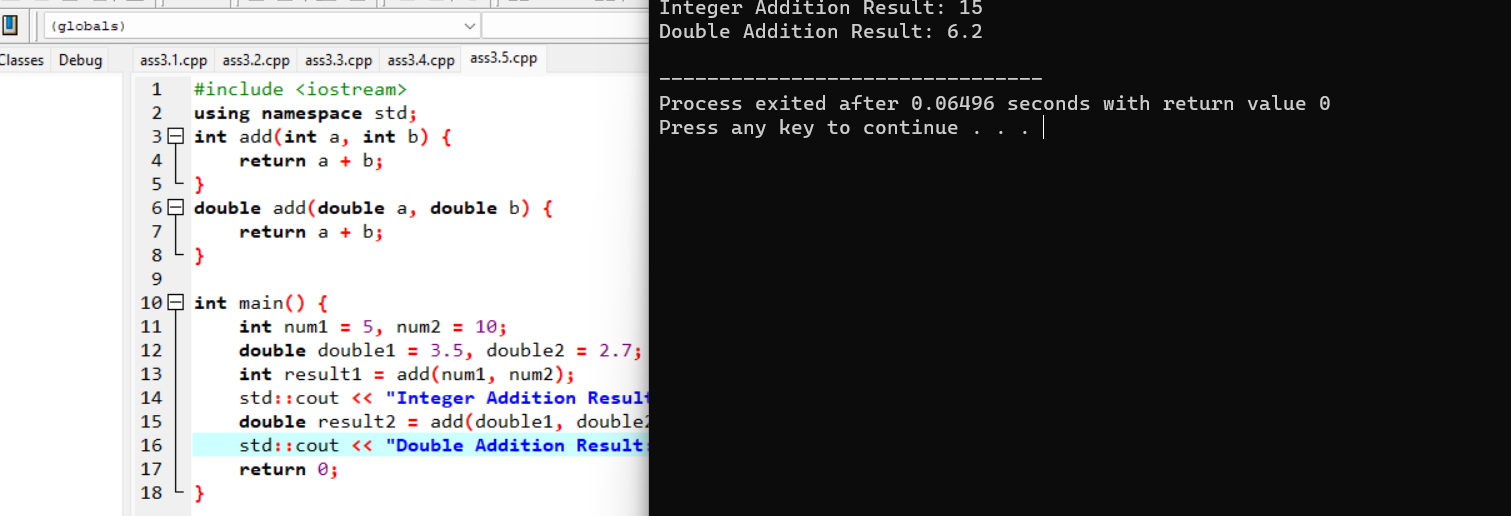 (globals)
Classes Debug
ass3.1.cpp ass3.2.cpp ass3.3.cpp ass3.4.cpp ass3.5.cpp
1 #include <iostream>
2 using namespace std;
3 int add(int a, int b) {
4 return a + b;
5 }
6 double add(double a, double b) {
7 return a + b;
8 }
9
10 int main() {
11 int num1 = 5, num2 = 10;
12 double double1 = 3.5, double2 = 2.7;
13 int result1 = add(num1, num2);
14 std::cout << "Integer Addition Result
15 double result2 = add(double1, double2
16 std::cout << "Double Addition Result:
17 return 0;
18 }
Integer Addition Result: 15
Double Addition Result: 6.2
--------------------------------
Process exited after 0.06496 seconds with return value 0
Press any key to continue . . .